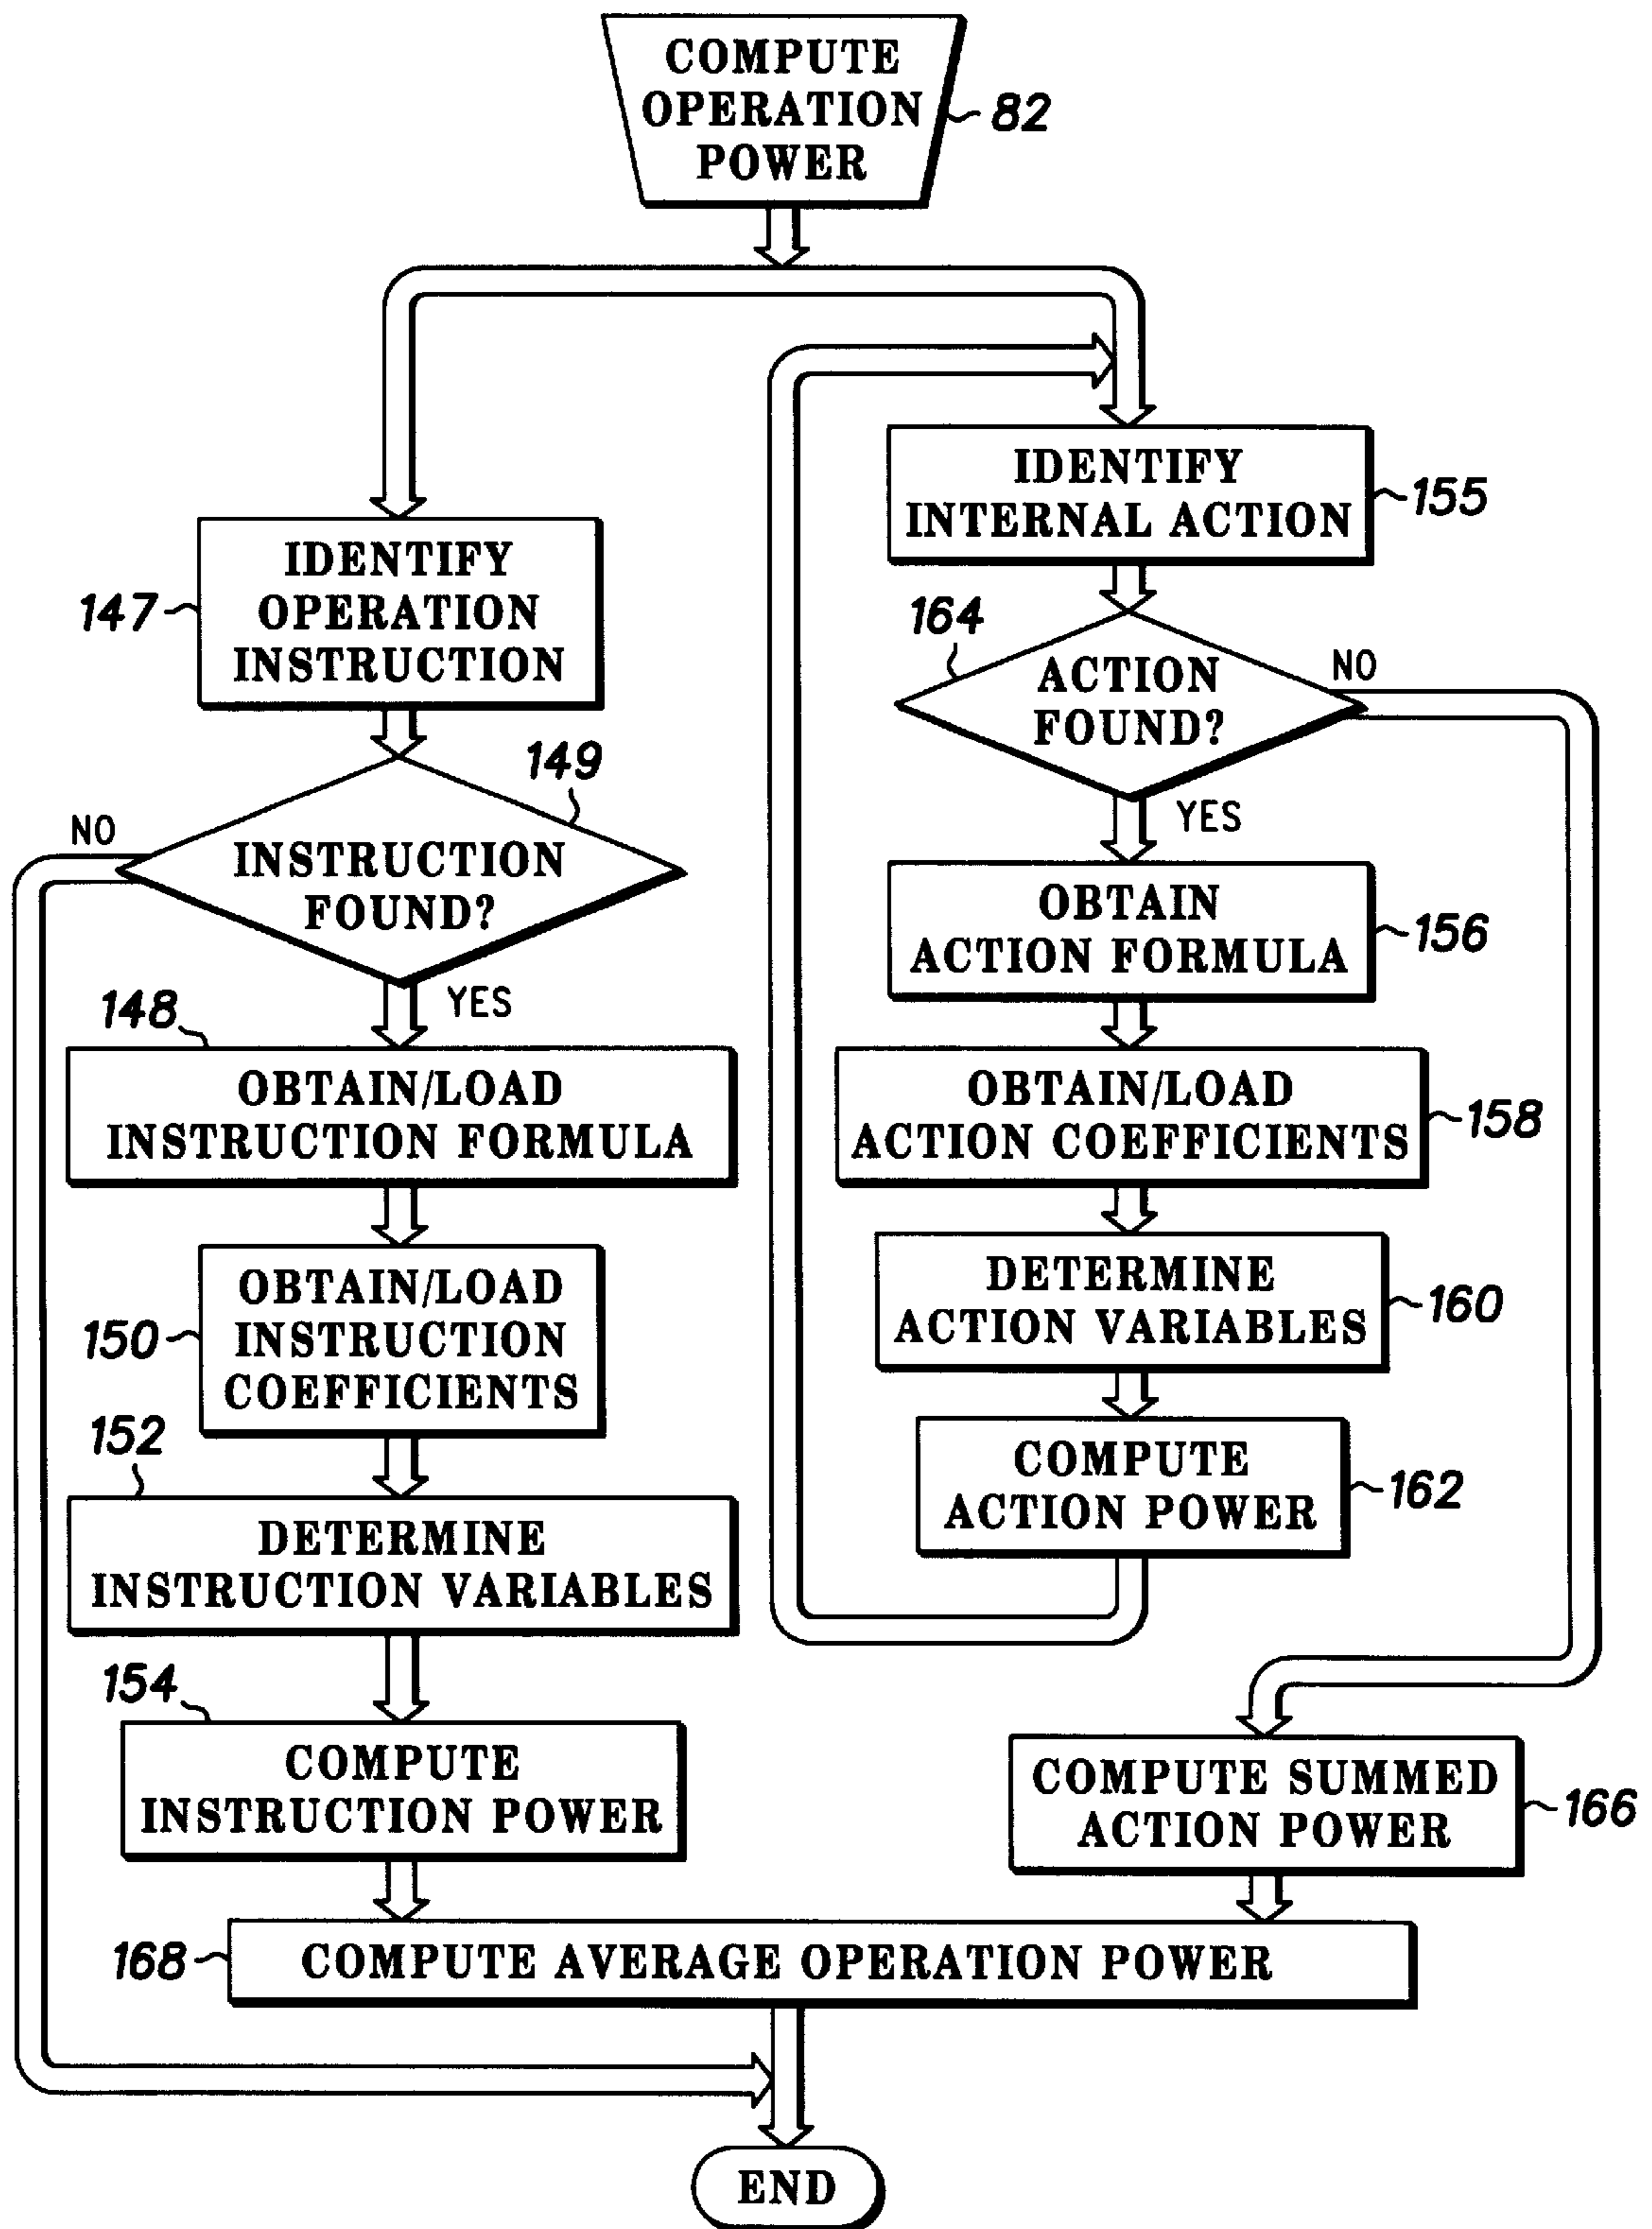 COMPUTE
OPERATION
POWER
82
IDENTIFY
OPERATION
INSTRUCTION
147
149
INSTRUCTION
FOUND?
NO
YES
148
OBTAIN/LOAD
INSTRUCTION FORMULA
OBTAIN/LOAD
INSTRUCTION
COEFFICIENTS
150
152
DETERMINE
INSTRUCTION VARIABLES
154
COMPUTE
INSTRUCTION POWER
IDENTIFY
INTERNAL ACTION
155
164
ACTION
FOUND?
NO
YES
OBTAIN
ACTION FORMULA
156
OBTAIN/LOAD
ACTION COEFFICIENTS
158
DETERMINE
ACTION VARIABLES
160
COMPUTE
ACTION POWER
162
COMPUTE SUMMED
ACTION POWER
166
168
COMPUTE AVERAGE OPERATION POWER
END